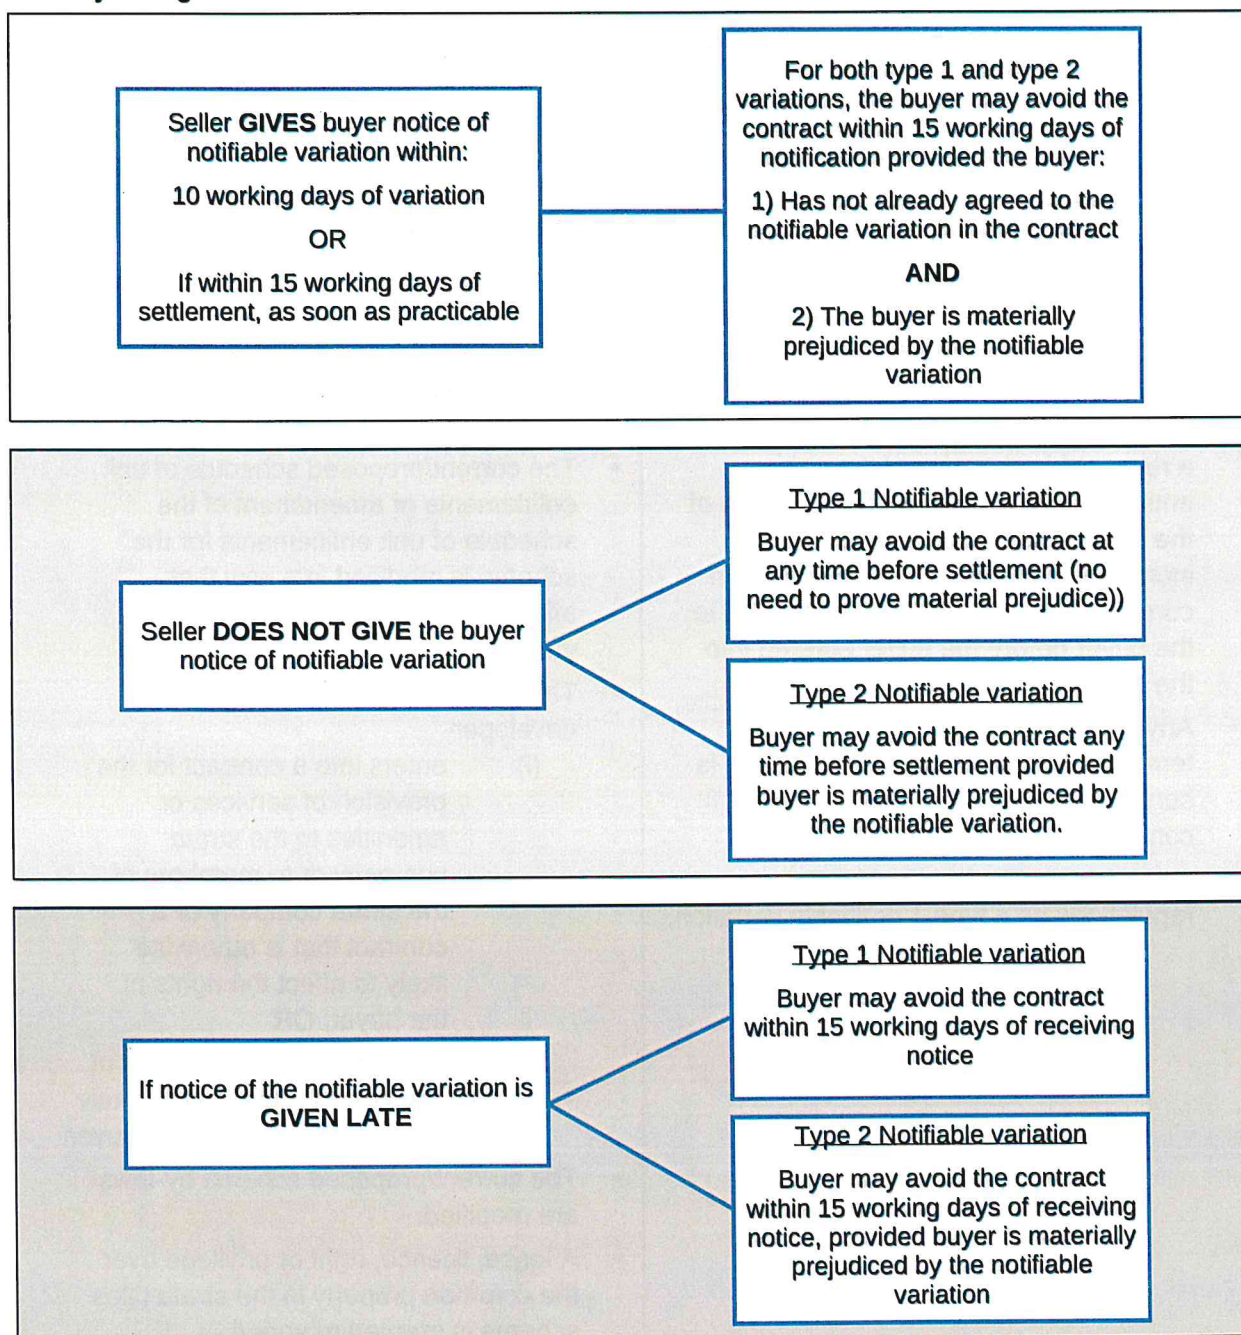 Seller GIVES buyer notice of
notifiable variation within:
10 working days of variation
OR
If within 15 working days of
settlement, as soon as practicable
For both type 1 and type 2
variations, the buyer may avoid the
contract within 15 working days of
notification provided the buyer:
1) Has not already agreed to the
notifiable variation in the contract
AND
2) The buyer is materially
prejudiced by the notifiable
variation
Seller DOES NOT GIVE the buyer
notice of notifiable variation
Type 1 Notifiable variation
Buyer may avoid the contract at
any time before settlement (no
need to prove material prejudice))
Type 2 Notifiable variation
Buyer may avoid the contract any
time before settlement provided
buyer is materially prejudiced by
the notifiable variation.
If notice of the notifiable variation is
GIVEN LATE
Type 1 Notifiable variation
Buyer may avoid the contract
within 15 working days of receiving
notice
Type 2 Notifiable variation
Buyer may avoid the contract
within 15 working days of receiving
notice, provided buyer is materially
prejudiced by the notifiable
variation